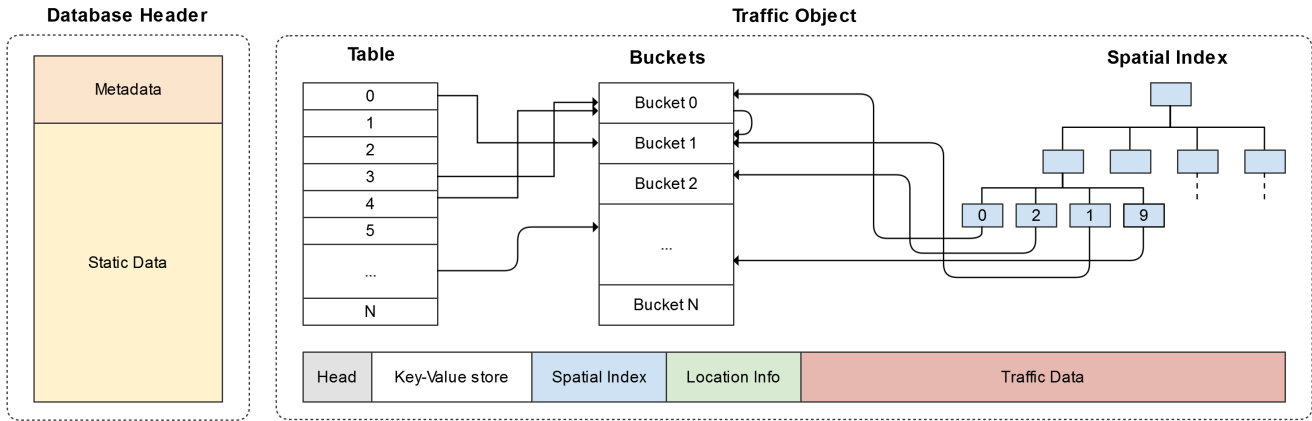 Database Header
Metadata
Static Data
Traffic Object
Table
0
1
2
3
4
5
...
N
Buckets
Bucket 0
Bucket 1
Bucket 2
...
Bucket N
Spatial Index
0 2 1 9
Head Key-Value store Spatial Index Location Info Traffic Data